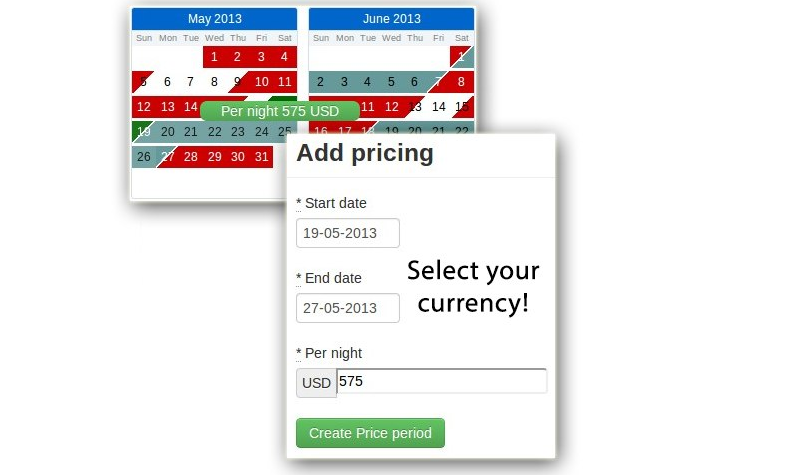 May 2013
Sun Mon Tue Wed Thu Fri Sat
1 2 3 4
5 6 7 8 9 10 11
12 13 14
19 20 21 22 23 24 25
26 27 28 29 30 31
June 2013
Sun Mon Tue Wed Thu Fri Sat
1
2 3 4 5 6 7 8
11 12 13 14 15
16 17 18 19 20 21 22
Per night 575 USD
Add pricing
* Start date
19-05-2013
* End date
27-05-2013
Select your
currency!
* Per night
USD 575
Create Price period